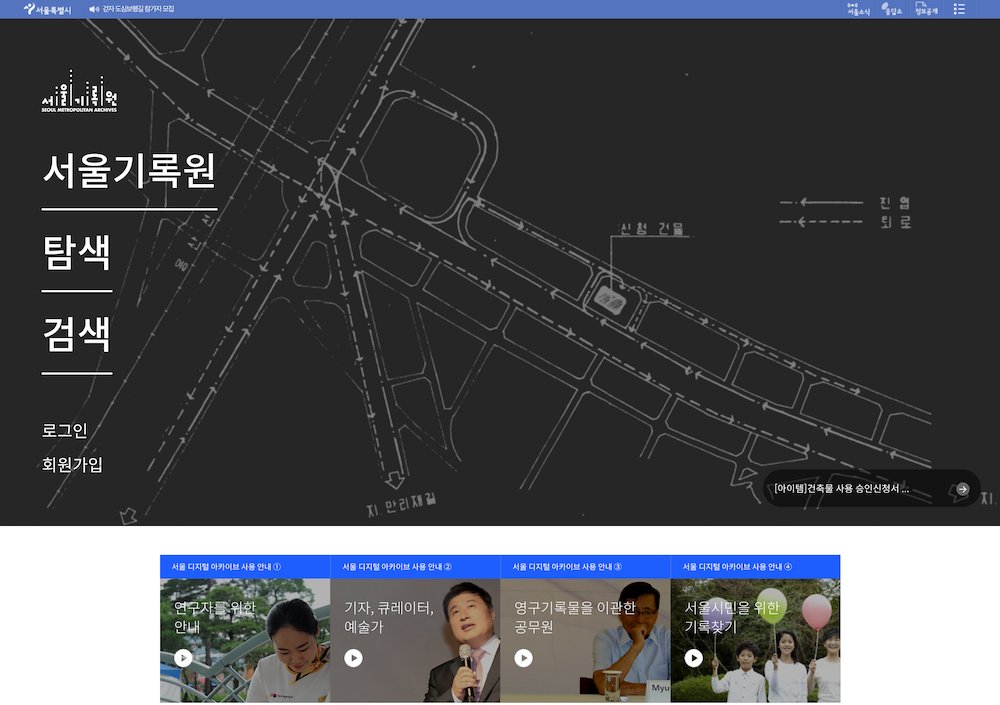 서울특별시
걷자 도심보행길 참가자 모집
서울소식
응답소
정보공개
서울기록원
SEOUL METROPOLITAN ARCHIVES
서울기록원
탐색
검색
로그인
회원가입
진 입
퇴 로
신청 건물
지. 만리재길
지.
[아이템]건축물 사용 승인신청서 ...
서울 디지털 아카이브 사용 안내 ①
연구자를 위한
안내
서울 디지털 아카이브 사용 안내 ②
기자, 큐레이터,
예술가
서울 디지털 아카이브 사용 안내 ③
영구기록물을 이관한
공무원
Myu
서울 디지털 아카이브 사용 안내 ④
서울시민을 위한
기록찾기